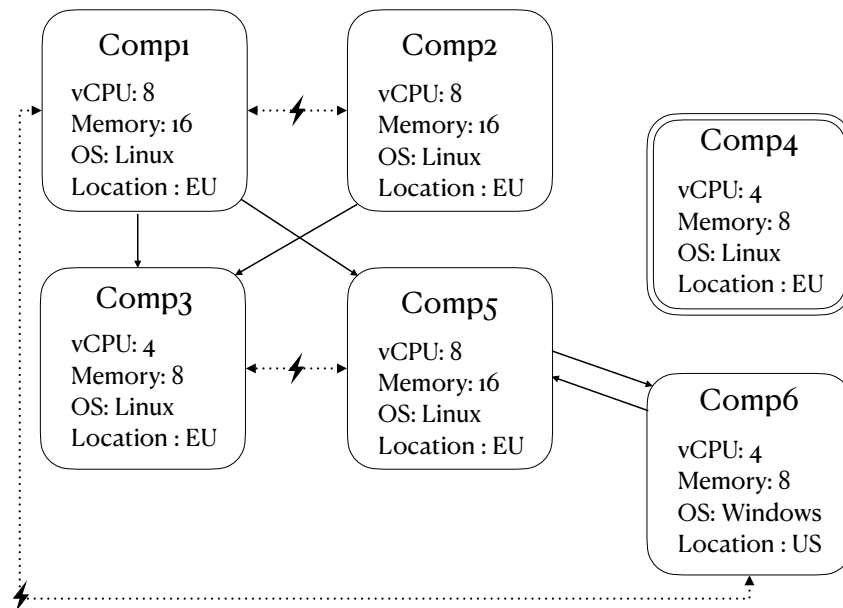 Comp1
vCPU: 8
Memory: 16
OS: Linux
Location : EU
Comp2
vCPU: 8
Memory: 16
OS: Linux
Location : EU
Comp4
vCPU: 4
Memory: 8
OS: Linux
Location : EU
Comp3
vCPU: 4
Memory: 8
OS: Linux
Location : EU
Comp5
vCPU: 8
Memory: 16
OS: Linux
Location : EU
Comp6
vCPU: 4
Memory: 8
OS: Windows
Location : US